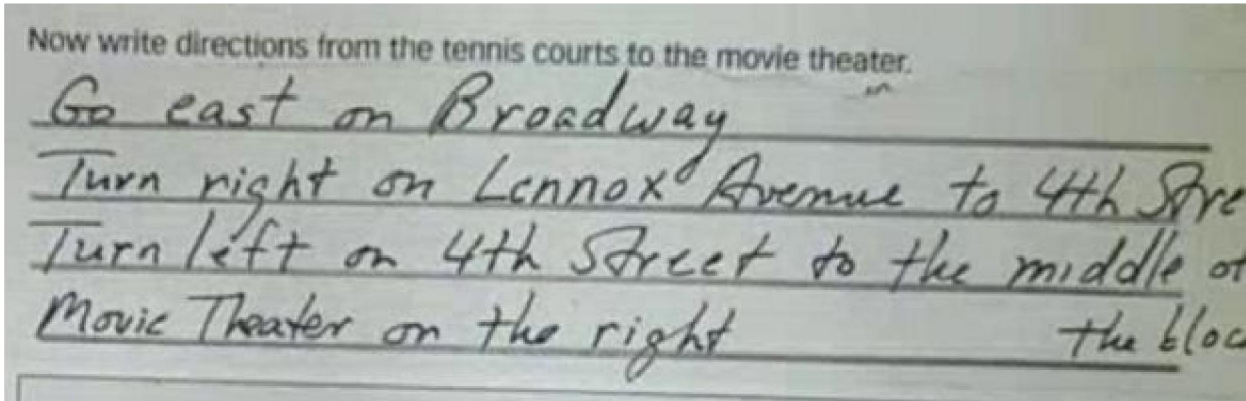 Now write directions from the tennis courts to the movie theater.
Go east on Broadway
Turn right on Lennox Avenue to 4th Stre
Turn left on 4th Street to the middle of
Movie Theater on the right the bloc